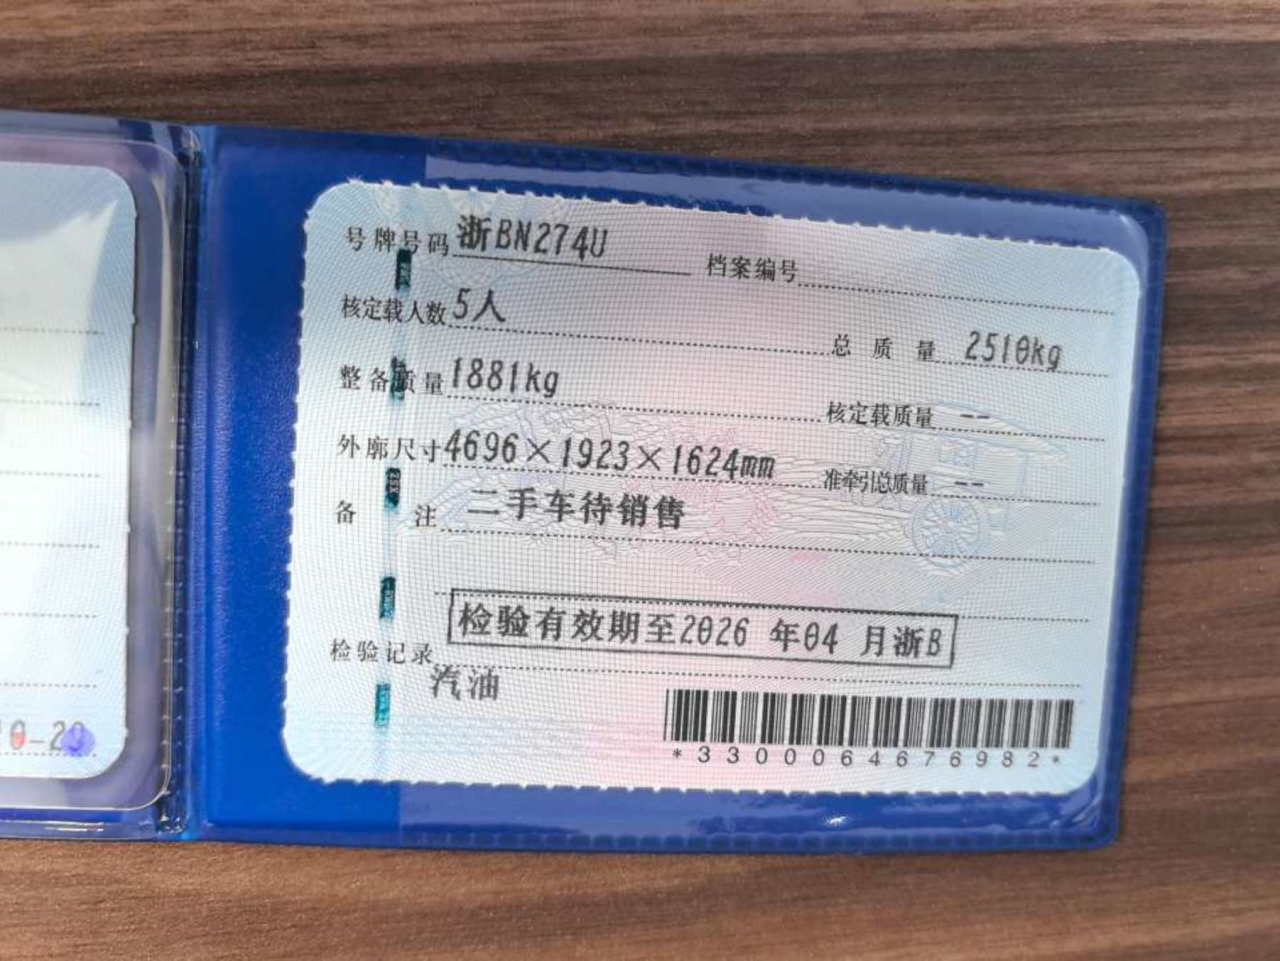 号牌号码 浙BN274U 档案编号
核定载人数 5人 总质量 2510kg
整备质量 1881kg 核定载质量 --
外廓尺寸 4696×1923×1624mm 准牵引总质量 --
备注 二手车待销售
检验有效期至2026 年04 月浙B
检验记录
汽油
*3300064676982*
0-29